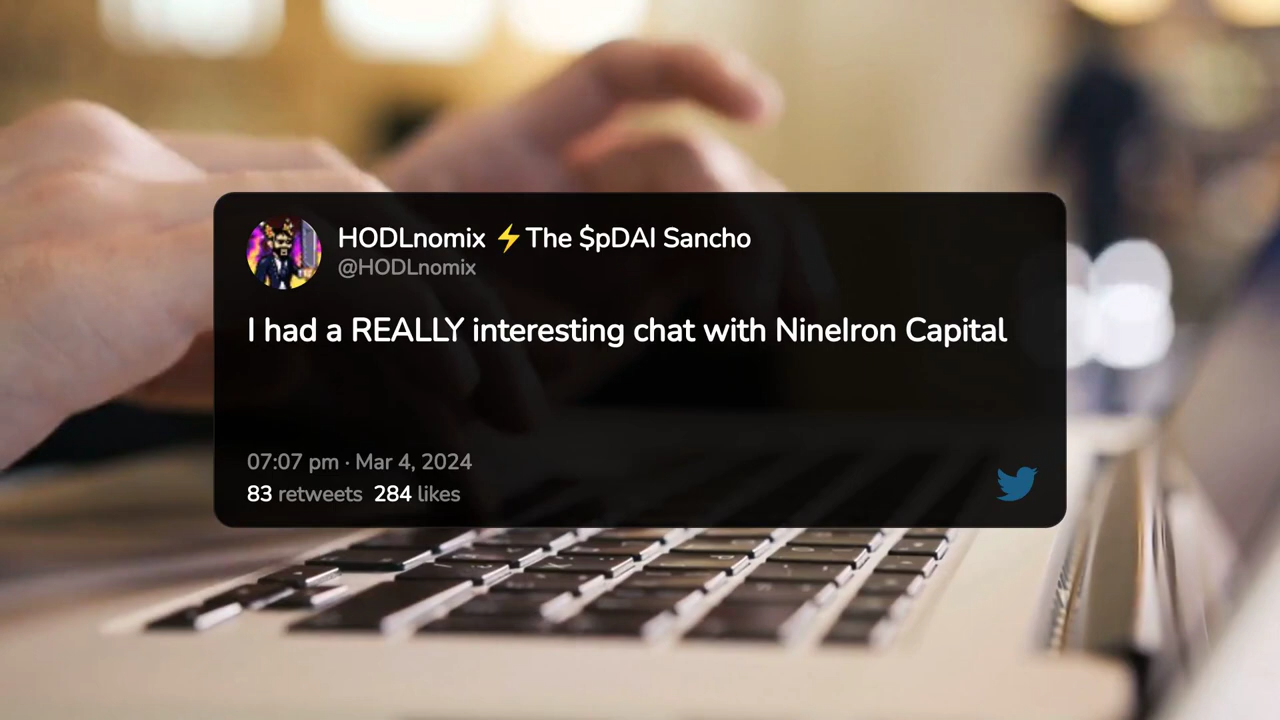 HODLnomix ⚡The $pDAI Sancho
@HODLnomix
I had a REALLY interesting chat with NineIron Capital
07:07 pm · Mar 4, 2024
83 retweets 284 likes